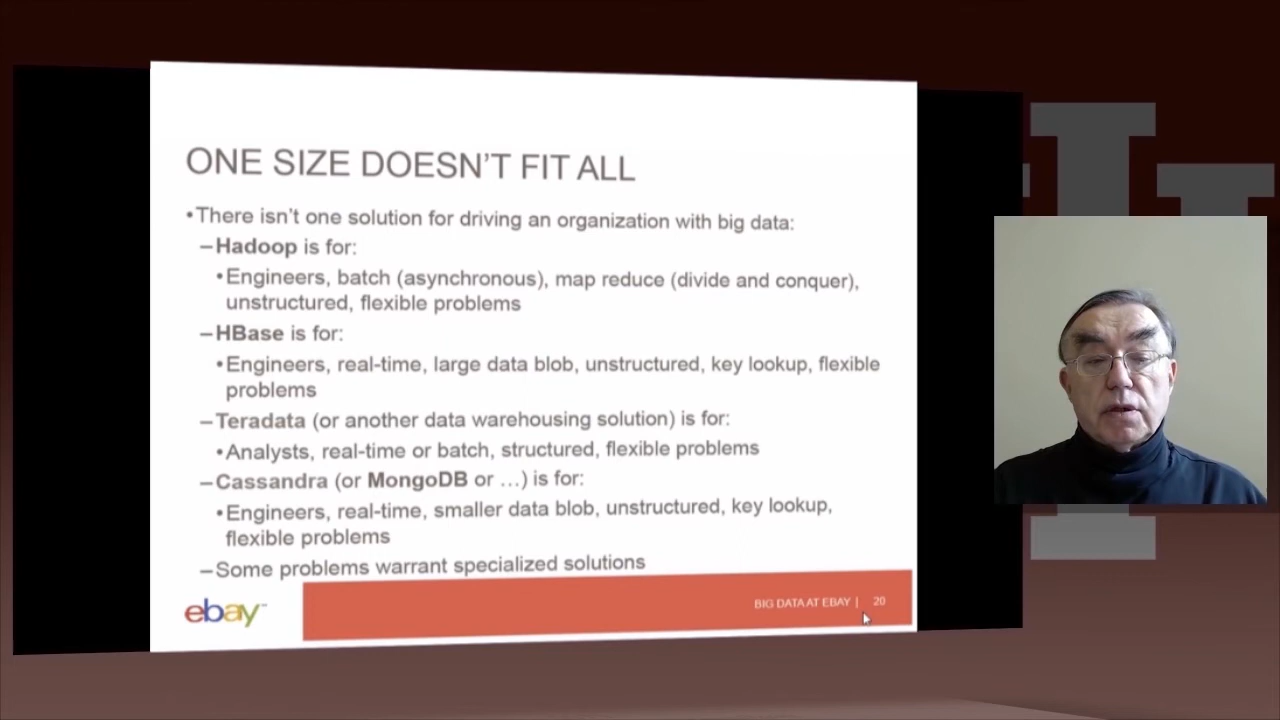 ONE SIZE DOESN'T FIT ALL
•There isn't one solution for driving an organization with big data:
–Hadoop is for:
•Engineers, batch (asynchronous), map reduce (divide and conquer),
unstructured, flexible problems
–HBase is for:
•Engineers, real-time, large data blob, unstructured, key lookup, flexible
problems
–Teradata (or another data warehousing solution) is for:
•Analysts, real-time or batch, structured, flexible problems
–Cassandra (or MongoDB or …) is for:
•Engineers, real-time, smaller data blob, unstructured, key lookup,
flexible problems
–Some problems warrant specialized solutions
ebay™
BIG DATA AT EBAY | 20